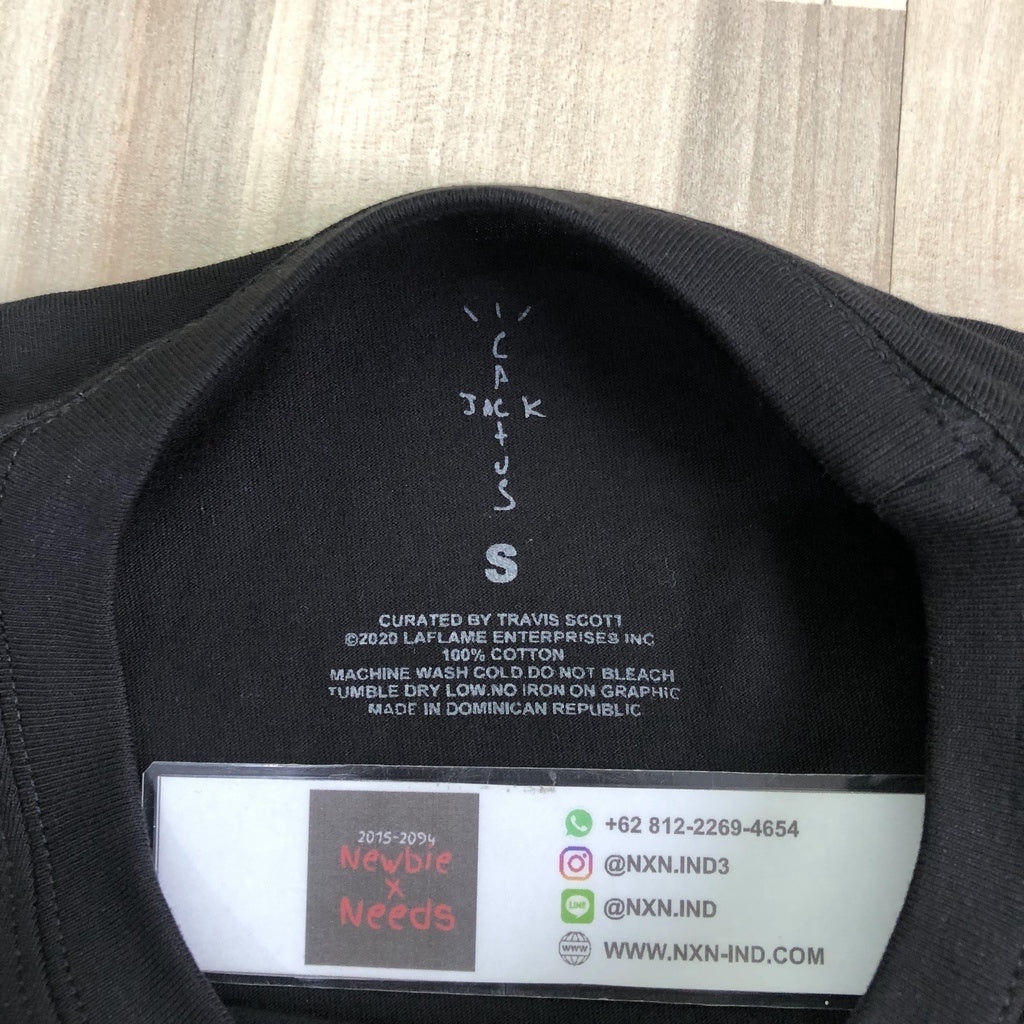 CACTUS
JACK
S
CURATED BY TRAVIS SCOTT
©2020 LAFLAME ENTERPRISES INC
100% COTTON
MACHINE WASH COLD.DO NOT BLEACH
TUMBLE DRY LOW.NO IRON ON GRAPHIC
MADE IN DOMINICAN REPUBLIC
2015-2094
Newbie
x
Needs
+62 812-2269-4654
@NXN.IND3
LINE
@NXN.IND
www
WWW.NXN-IND.COM